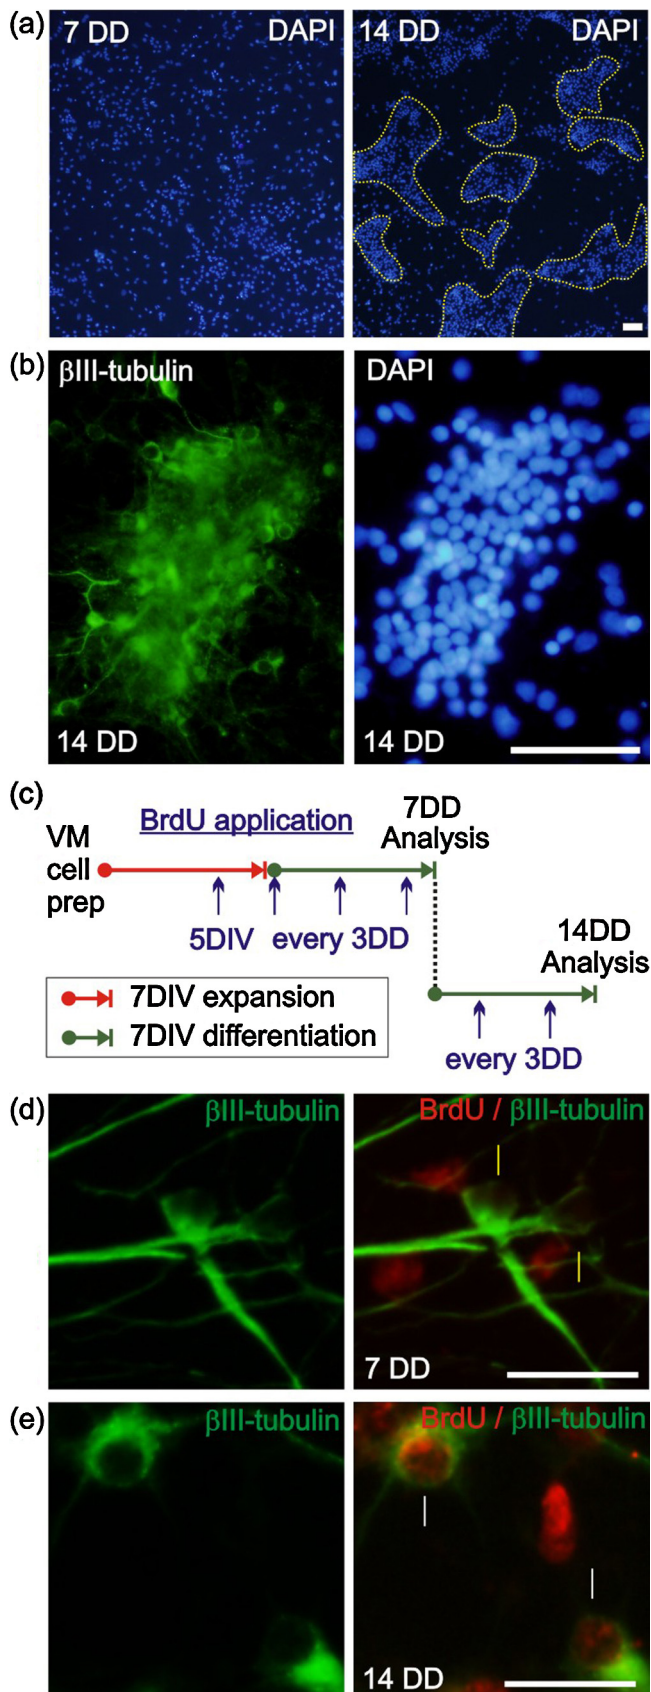 (a)
7 DD
DAPI
14 DD
DAPI
(b)
βIII-tubulin
14 DD
DAPI
14 DD
(c)
VM
cell
prep
BrdU application
7DD
Analysis
5DIV
every 3DD
14DD
Analysis
every 3DD
7DIV expansion
7DIV differentiation
(d)
βIII-tubulin
BrdU / βIII-tubulin
7 DD
(e)
βIII-tubulin
BrdU / βIII-tubulin
14 DD